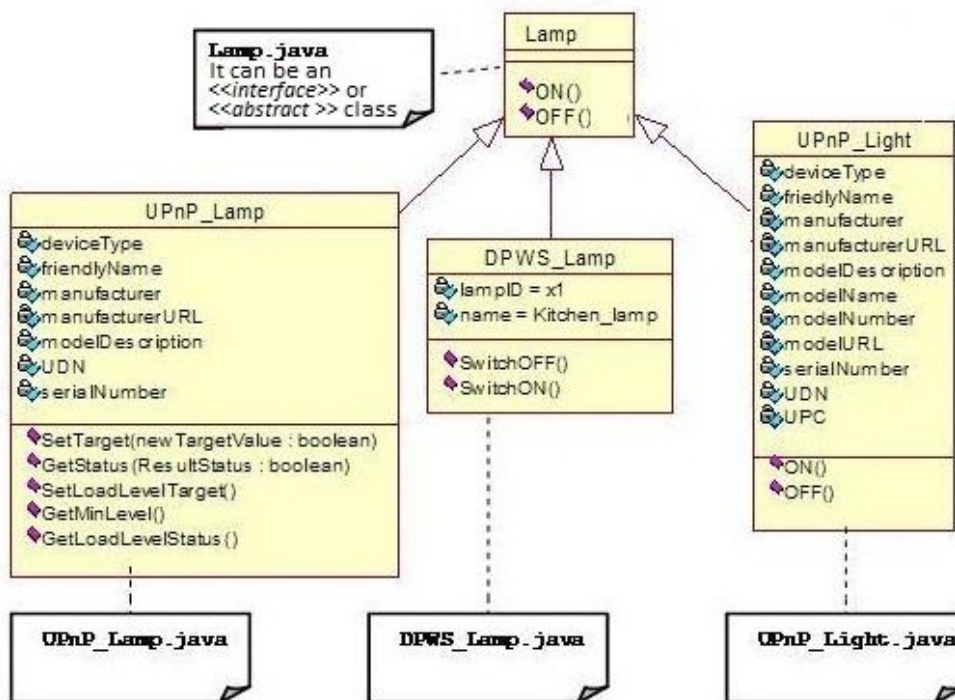 Lamp
ON()
OFF()
Lamp.java
It can be an
<<interface>> or
<<abstract >> class
UPnP_Lamp
deviceType
friendlyName
manufacturer
manufacturerURL
modelDescription
UDN
serialNumber
SetTarget(newTargetValue : boolean)
GetStatus(ResultStatus : boolean)
SetLoadLevelTarget()
GetMinLevel()
GetLoadLevelStatus()
DPWS_Lamp
lampID = x1
name = Kitchen_lamp
SwitchOFF()
SwitchON()
UPnP_Light
deviceType
friedlyName
manufacturer
manufacturerURL
modelDescription
modelName
modelNumber
modelURL
serialNumber
UDN
UPC
ON()
OFF()
UPnP_Lamp.java
DPWS_Lamp.java
UPnP_Light.java